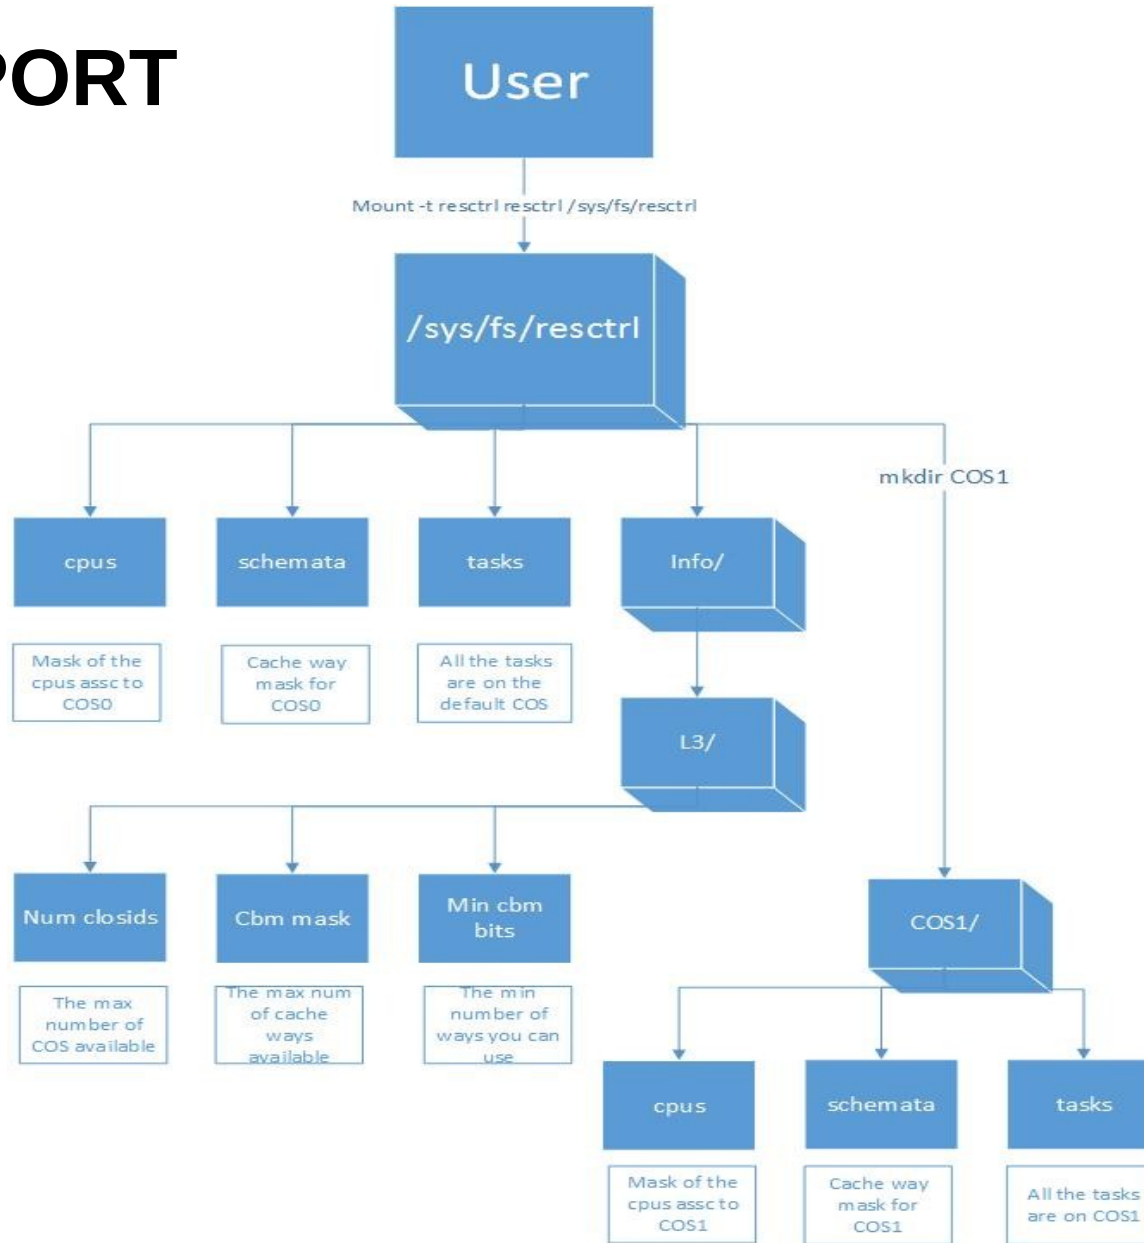 PORT
User
Mount -t resctrl resctrl /sys/fs/resctrl
/sys/fs/resctrl
mkdir COS1
cpus
schemata
tasks
Info/
Mask of the
cpus assc to
COS0
Cache way
mask for
COS0
All the tasks
are on the
default COS
L3/
Num closids
Cbm mask
Min cbm
bits
COS1/
The max
number of
COS available
The max num
of cache
ways
available
The min
number of
ways you can
use
cpus
schemata
tasks
Mask of the
cpus assc to
COS1
Cache way
mask for
COS1
All the tasks
are on COS1